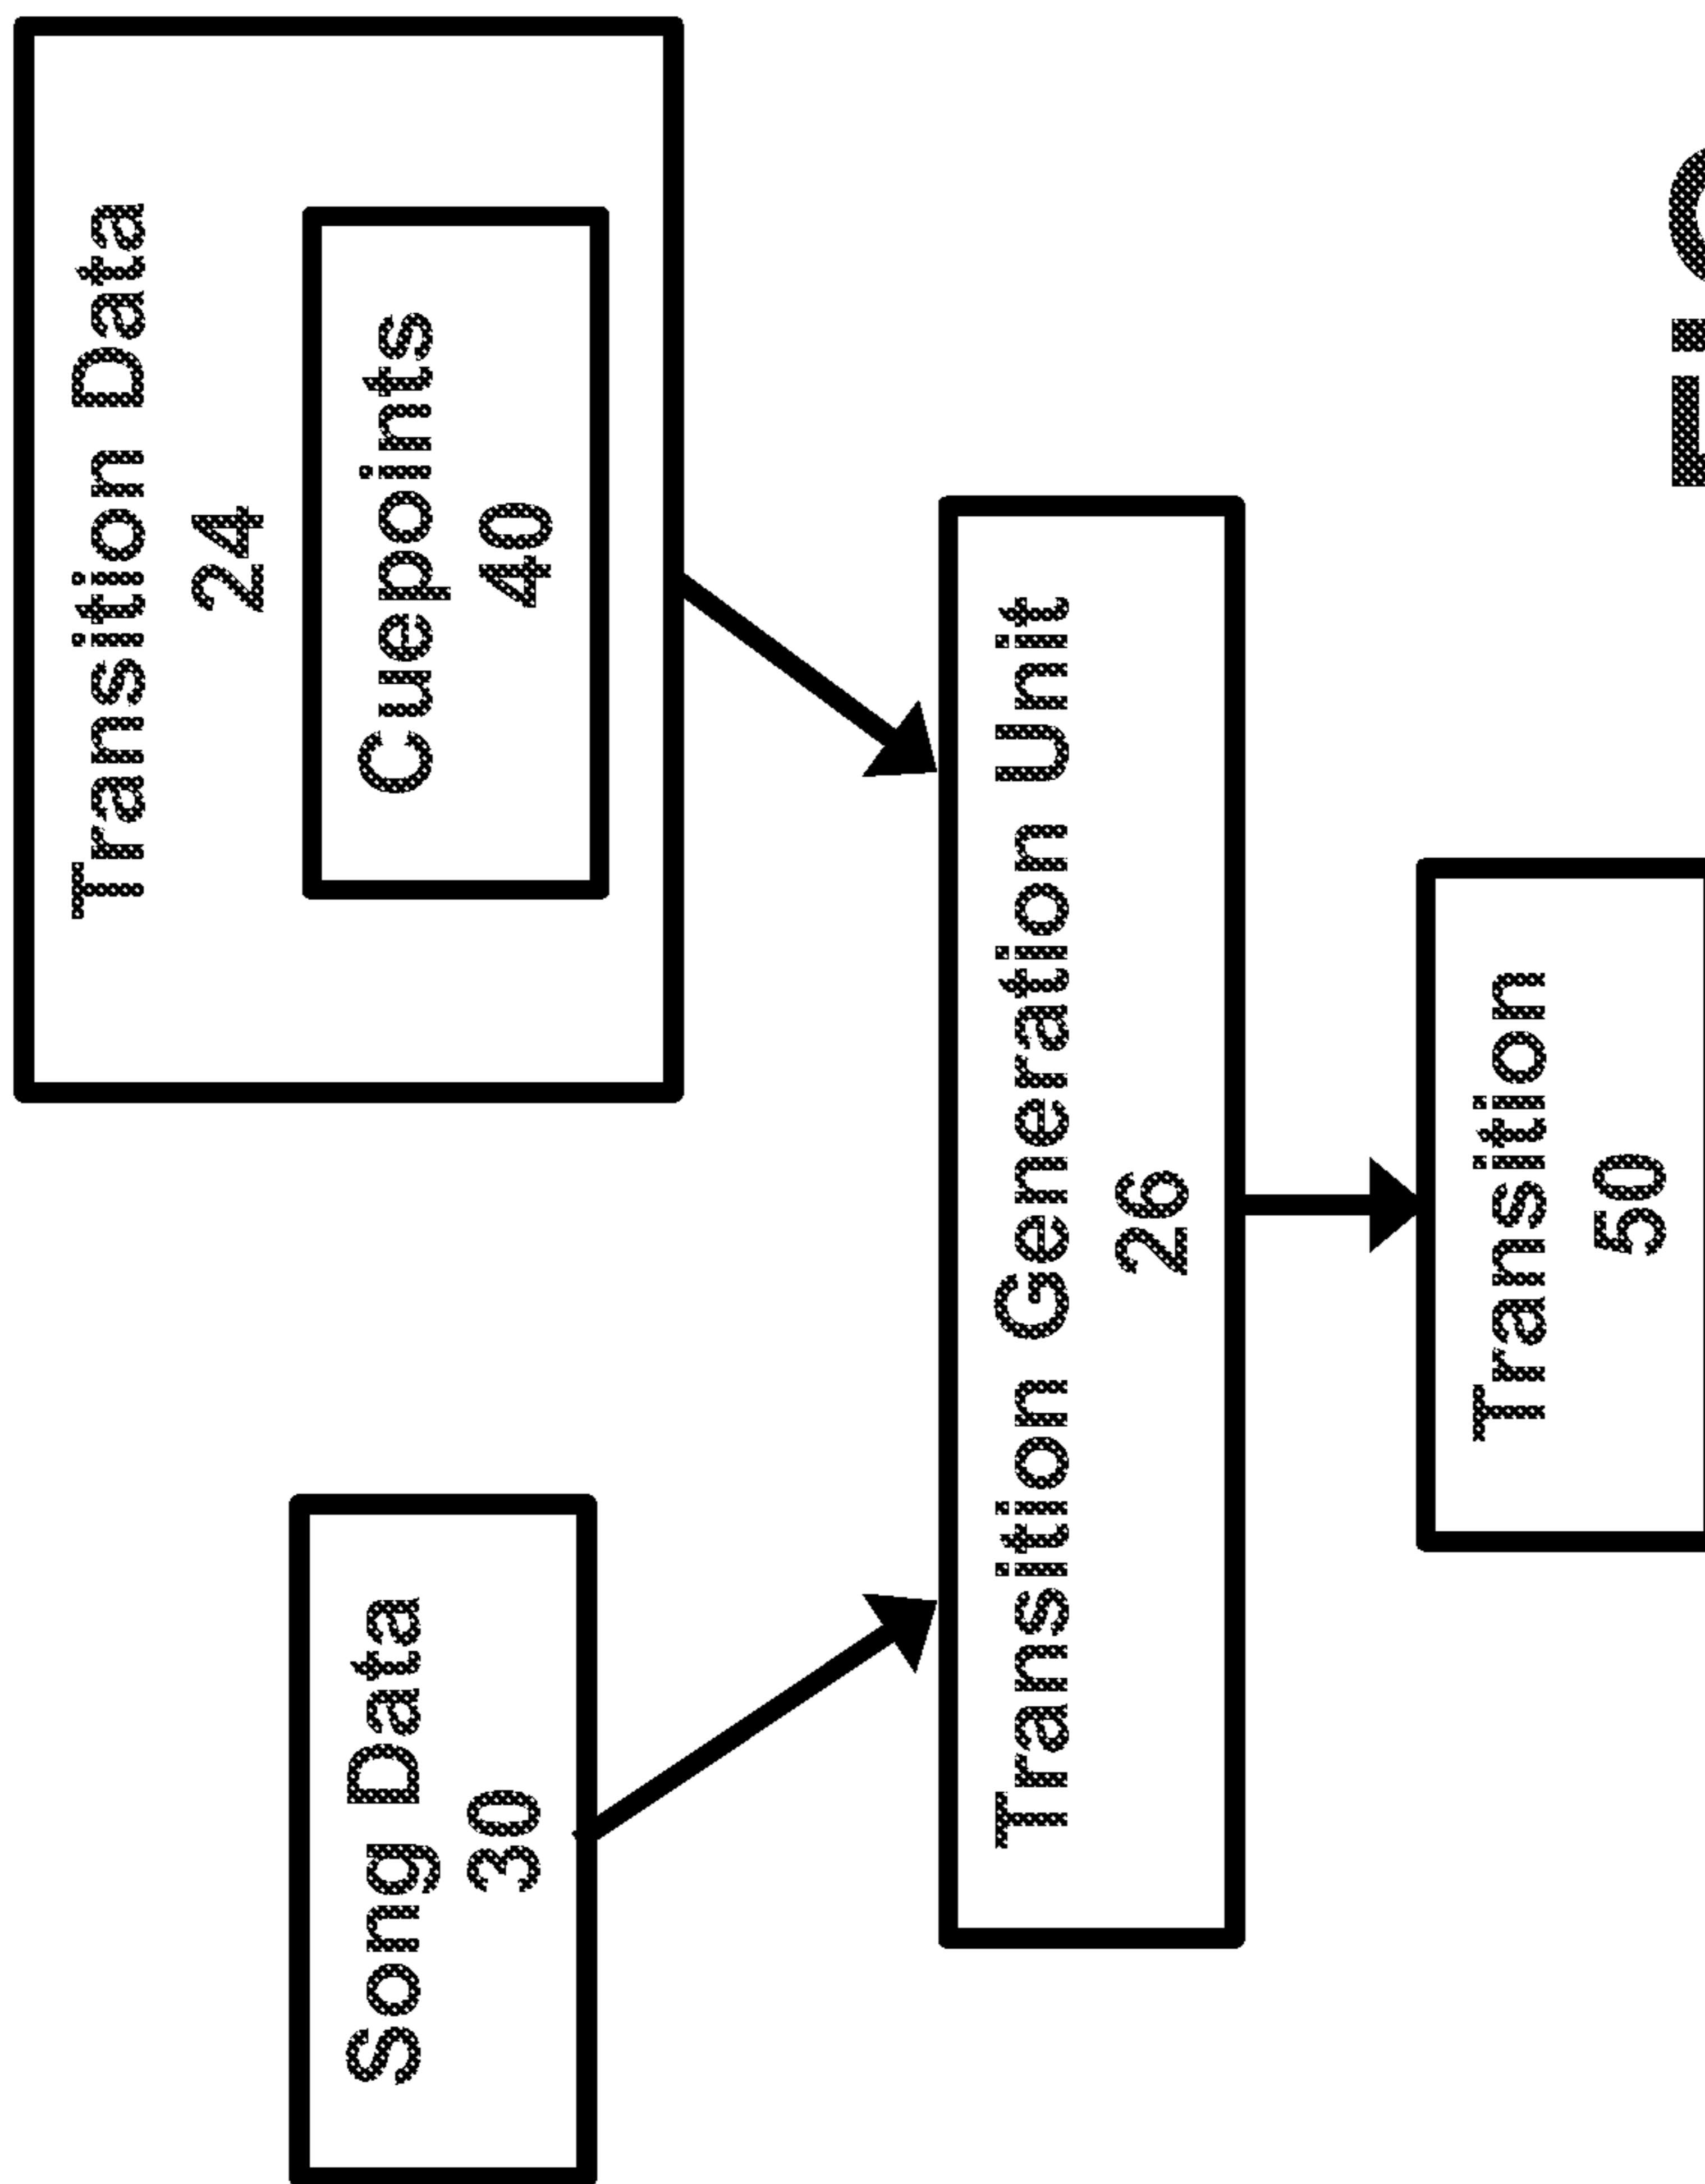 Transition Data
24
Cuepoints
40
Song Data
30
Transition Generation Unit
26
Transition
50